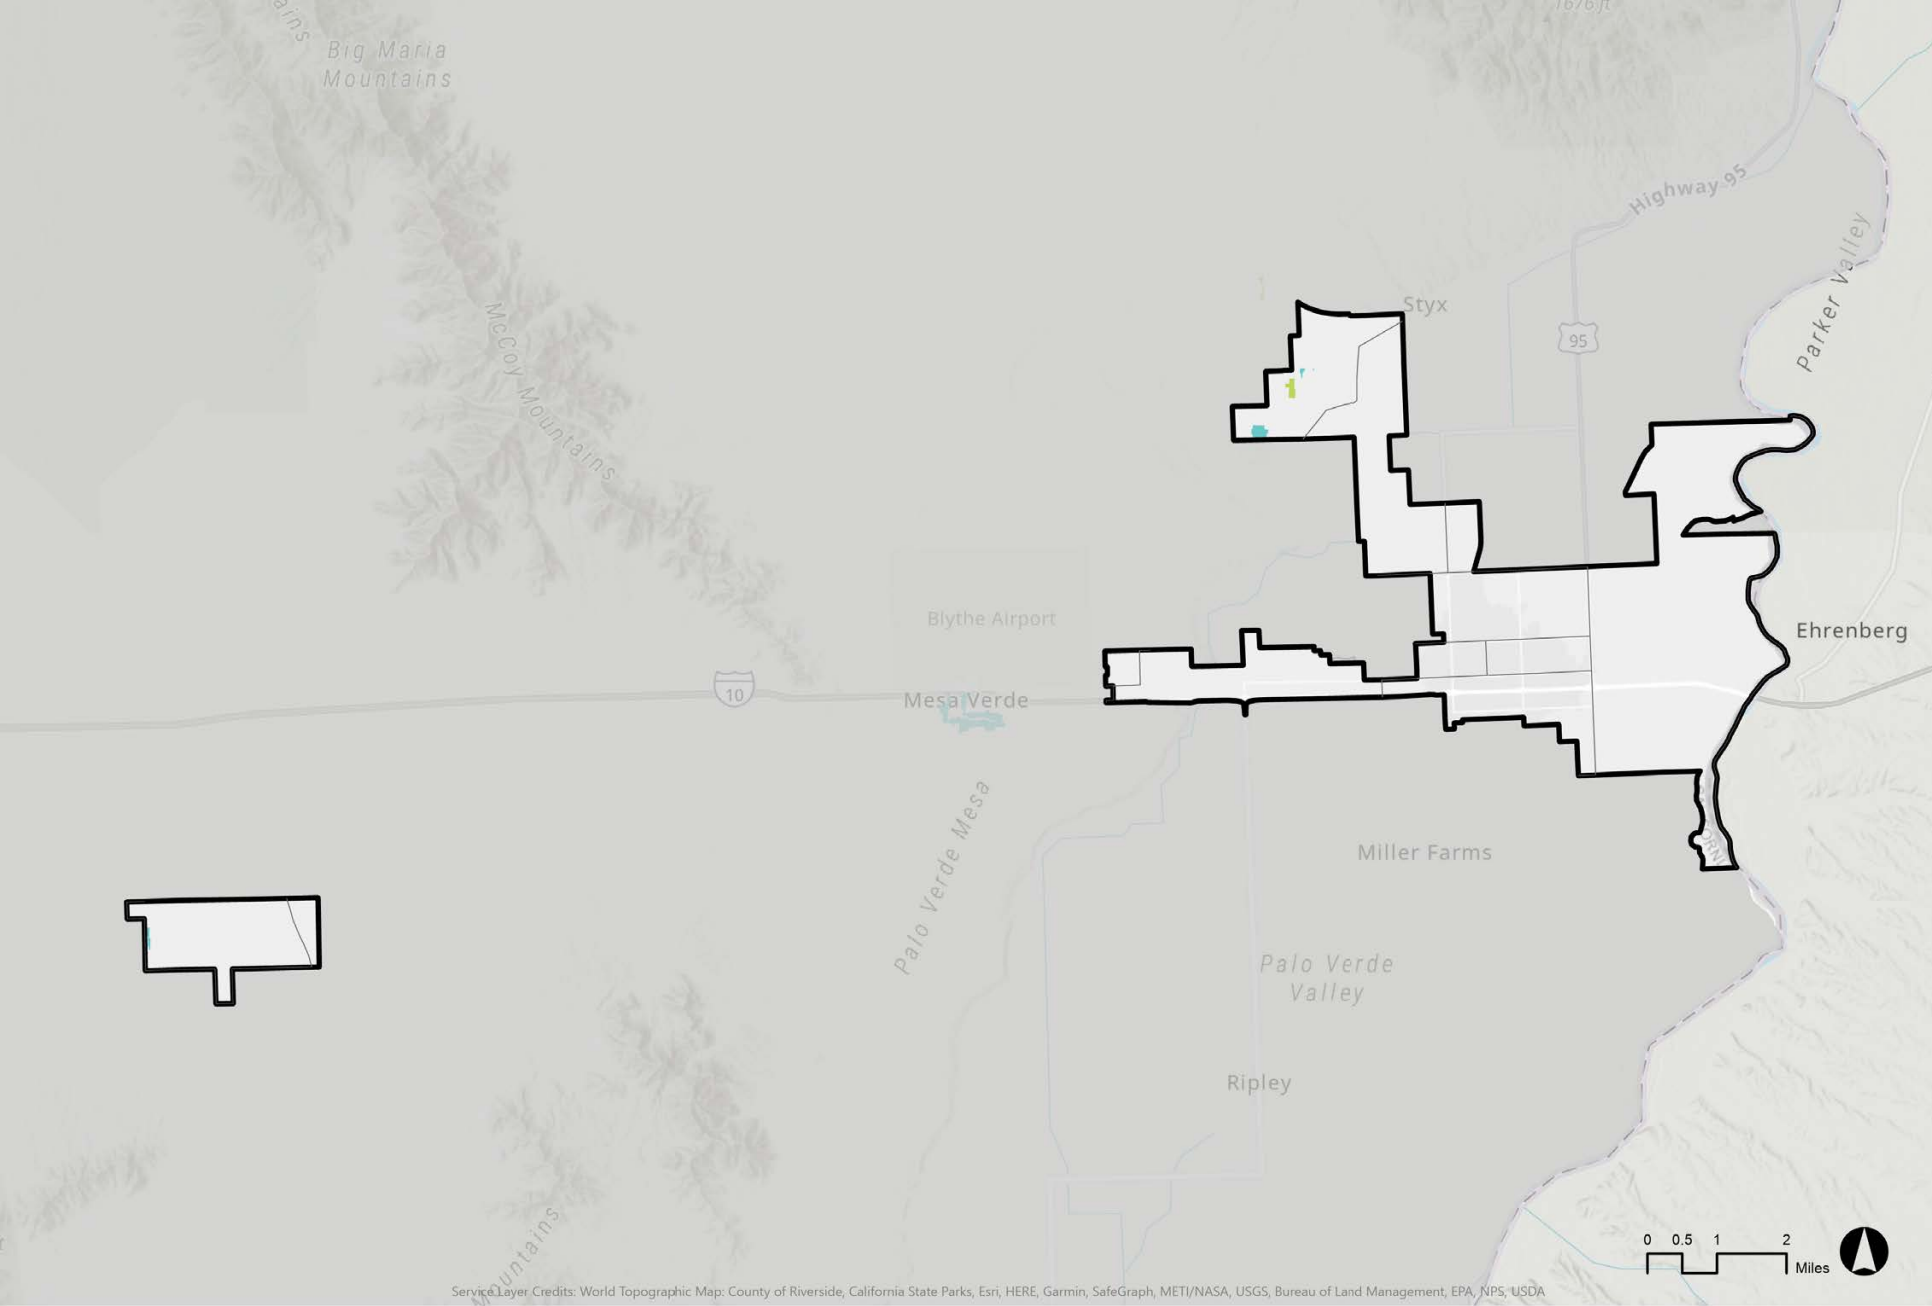 1676 ft
Big Maria
Mountains
Highway 95
Parker Valley
Styx
95
McCoy Mountains
Blythe Airport
Ehrenberg
10
Mesa Verde
Palo Verde Mesa
Miller Farms
Palo Verde
Valley
Ripley
Mountains
0 0.5 1 2
Miles
Service Layer Credits: World Topographic Map: County of Riverside, California State Parks, Esri, HERE, Garmin, SafeGraph, METI/NASA, USGS, Bureau of Land Management, EPA, NPS, USDA